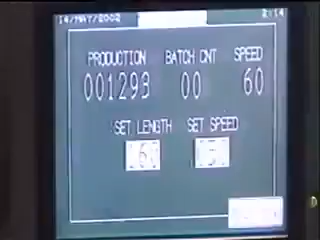 14/MAY/2002 2:14
PRODUCTION BATCH CNT SPEED
001293 00 60
SET LENGTH SET SPEED